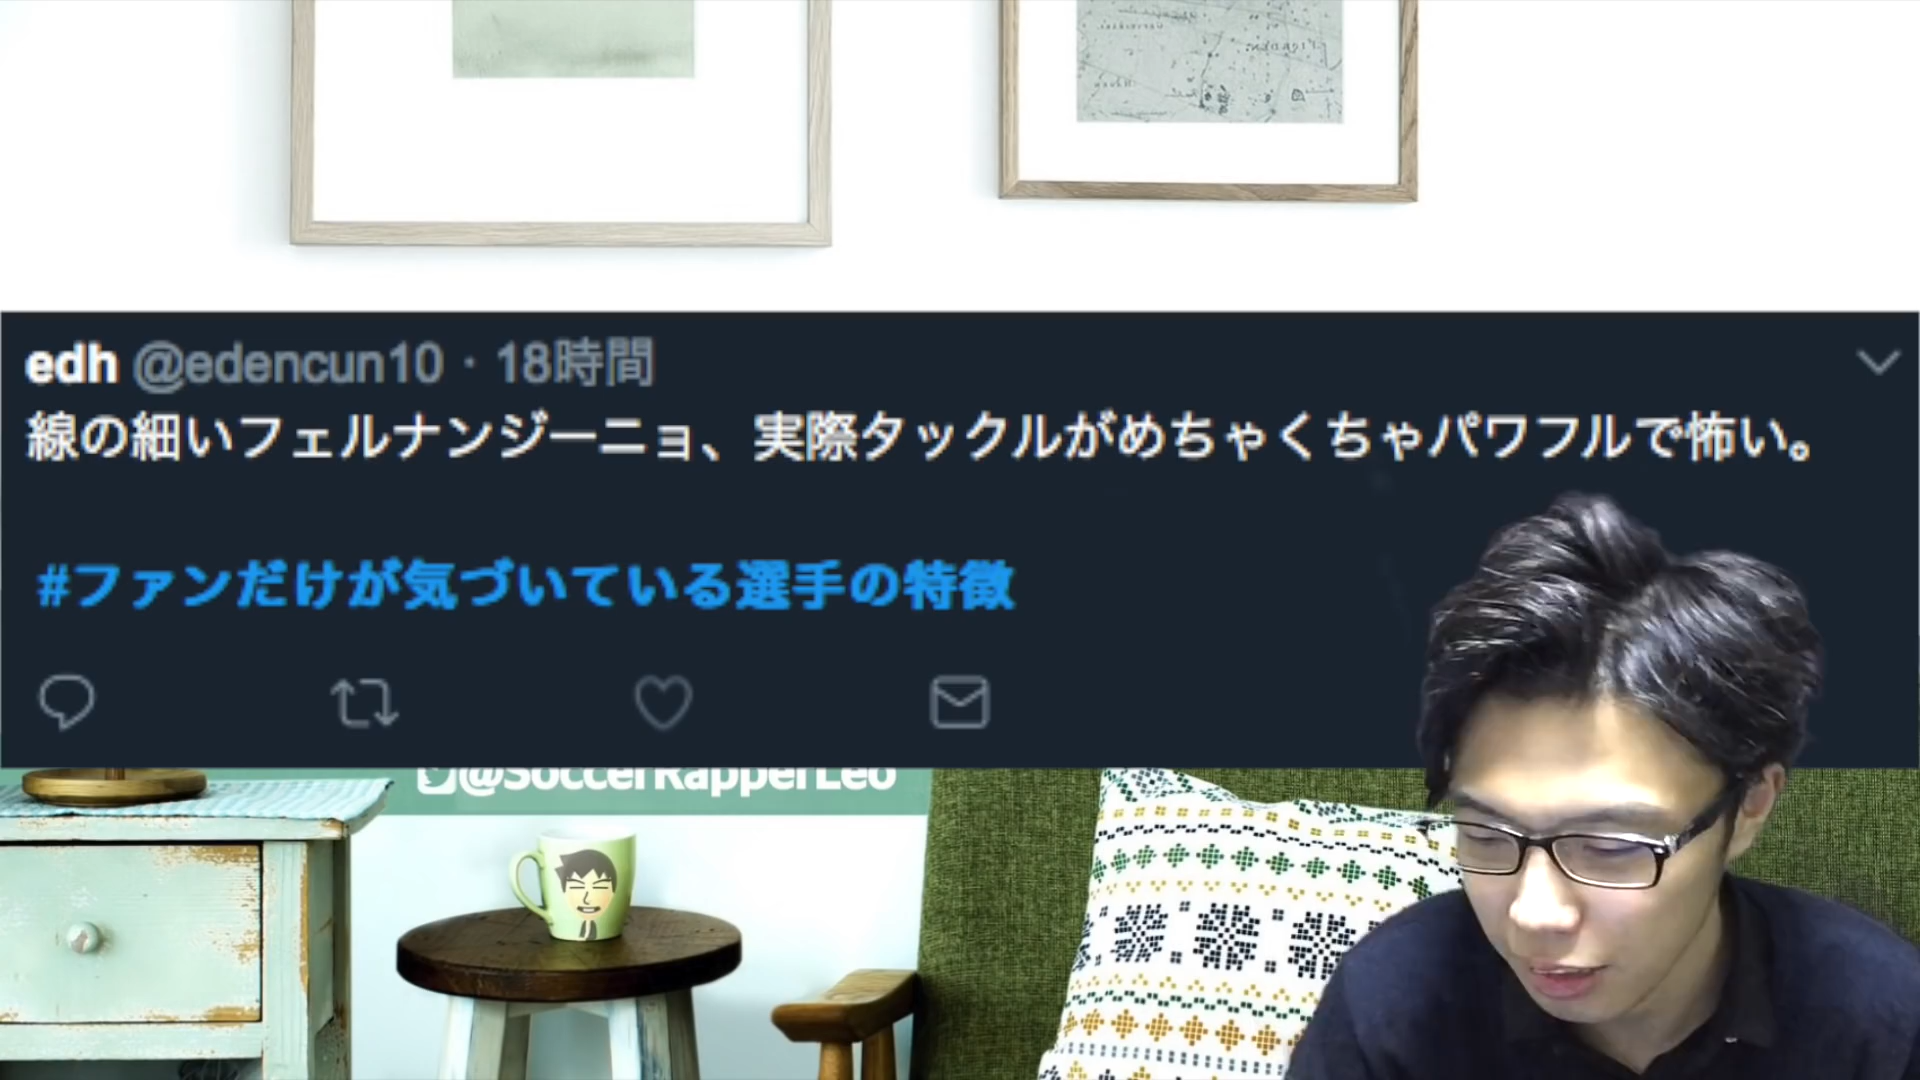 edh @edencun10 · 18時間
線の細いフェルナンジーニョ、実際タックルがめちゃくちゃパワフルで怖い。
#ファンだけが気づいている選手の特徴
@SoccerRapperLeo